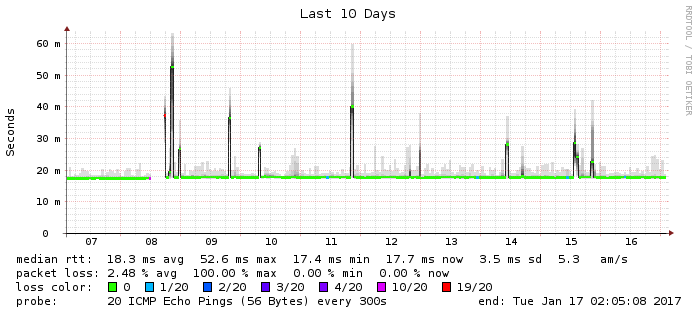 Last 10 Days
RRDTOOL / TOBI OETIKER
Seconds
60 m
50 m
40 m
30 m
20 m
10 m
0
07 08 09 10 11 12 13 14 15 16
median rtt: 18.3 ms avg 52.6 ms max 17.4 ms min 17.7 ms now 3.5 ms sd 5.3 am/s
packet loss: 2.48 % avg 100.00 % max 0.00 % min 0.00 % now
loss color: 0 1/20 2/20 3/20 4/20 10/20 19/20
probe: 20 ICMP Echo Pings (56 Bytes) every 300s end: Tue Jan 17 02:05:08 2017